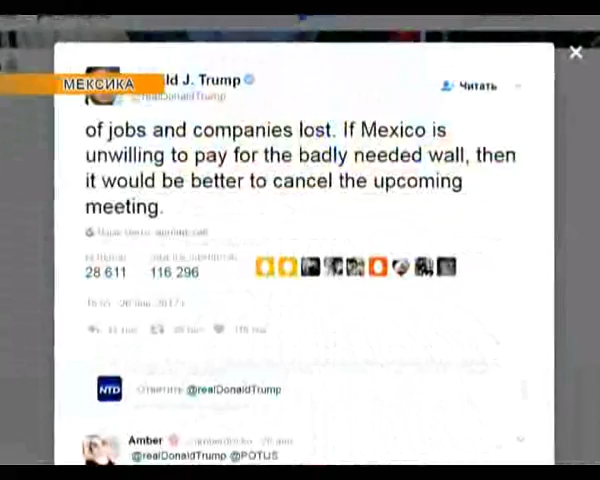 МЕКСИКА
ld J. Trump
@realDonaldTrump
Читать
of jobs and companies lost. If Mexico is
unwilling to pay for the badly needed wall, then
it would be better to cancel the upcoming
meeting.
28 611
116 296
NTD
Ответить @realDonaldTrump
Amber
@realDonaldTrump @POTUS